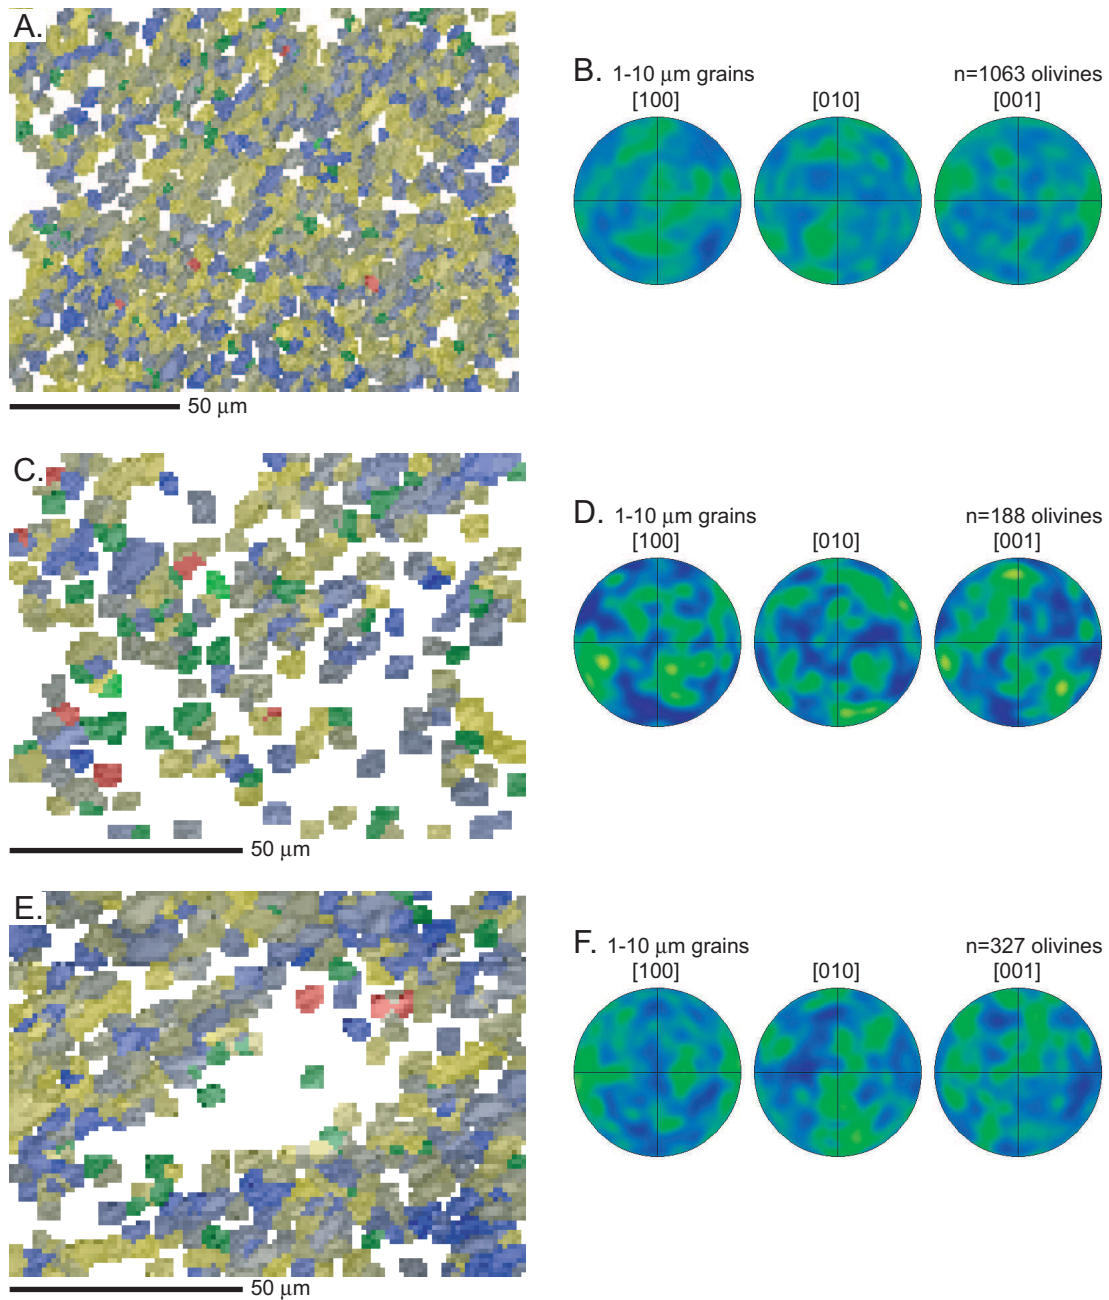 A.
50 µm
B. 1-10 µm grains n=1063 olivines
[100] [010] [001]
C.
50 µm
D. 1-10 µm grains n=188 olivines
[100] [010] [001]
E.
50 µm
F. 1-10 µm grains n=327 olivines
[100] [010] [001]